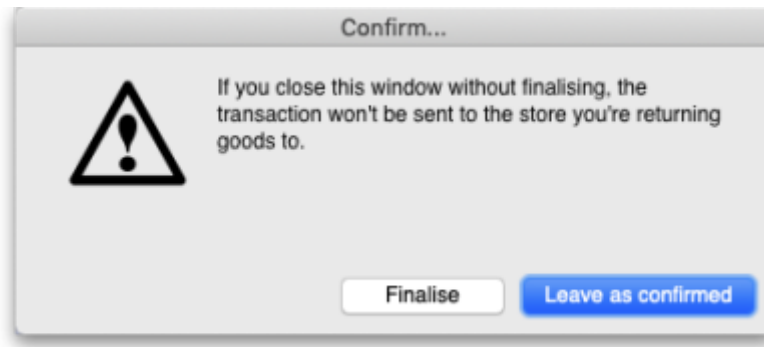 Confirm...
If you close this window without finalising, the
transaction won't be sent to the store you're returning
goods to.
Finalise
Leave as confirmed